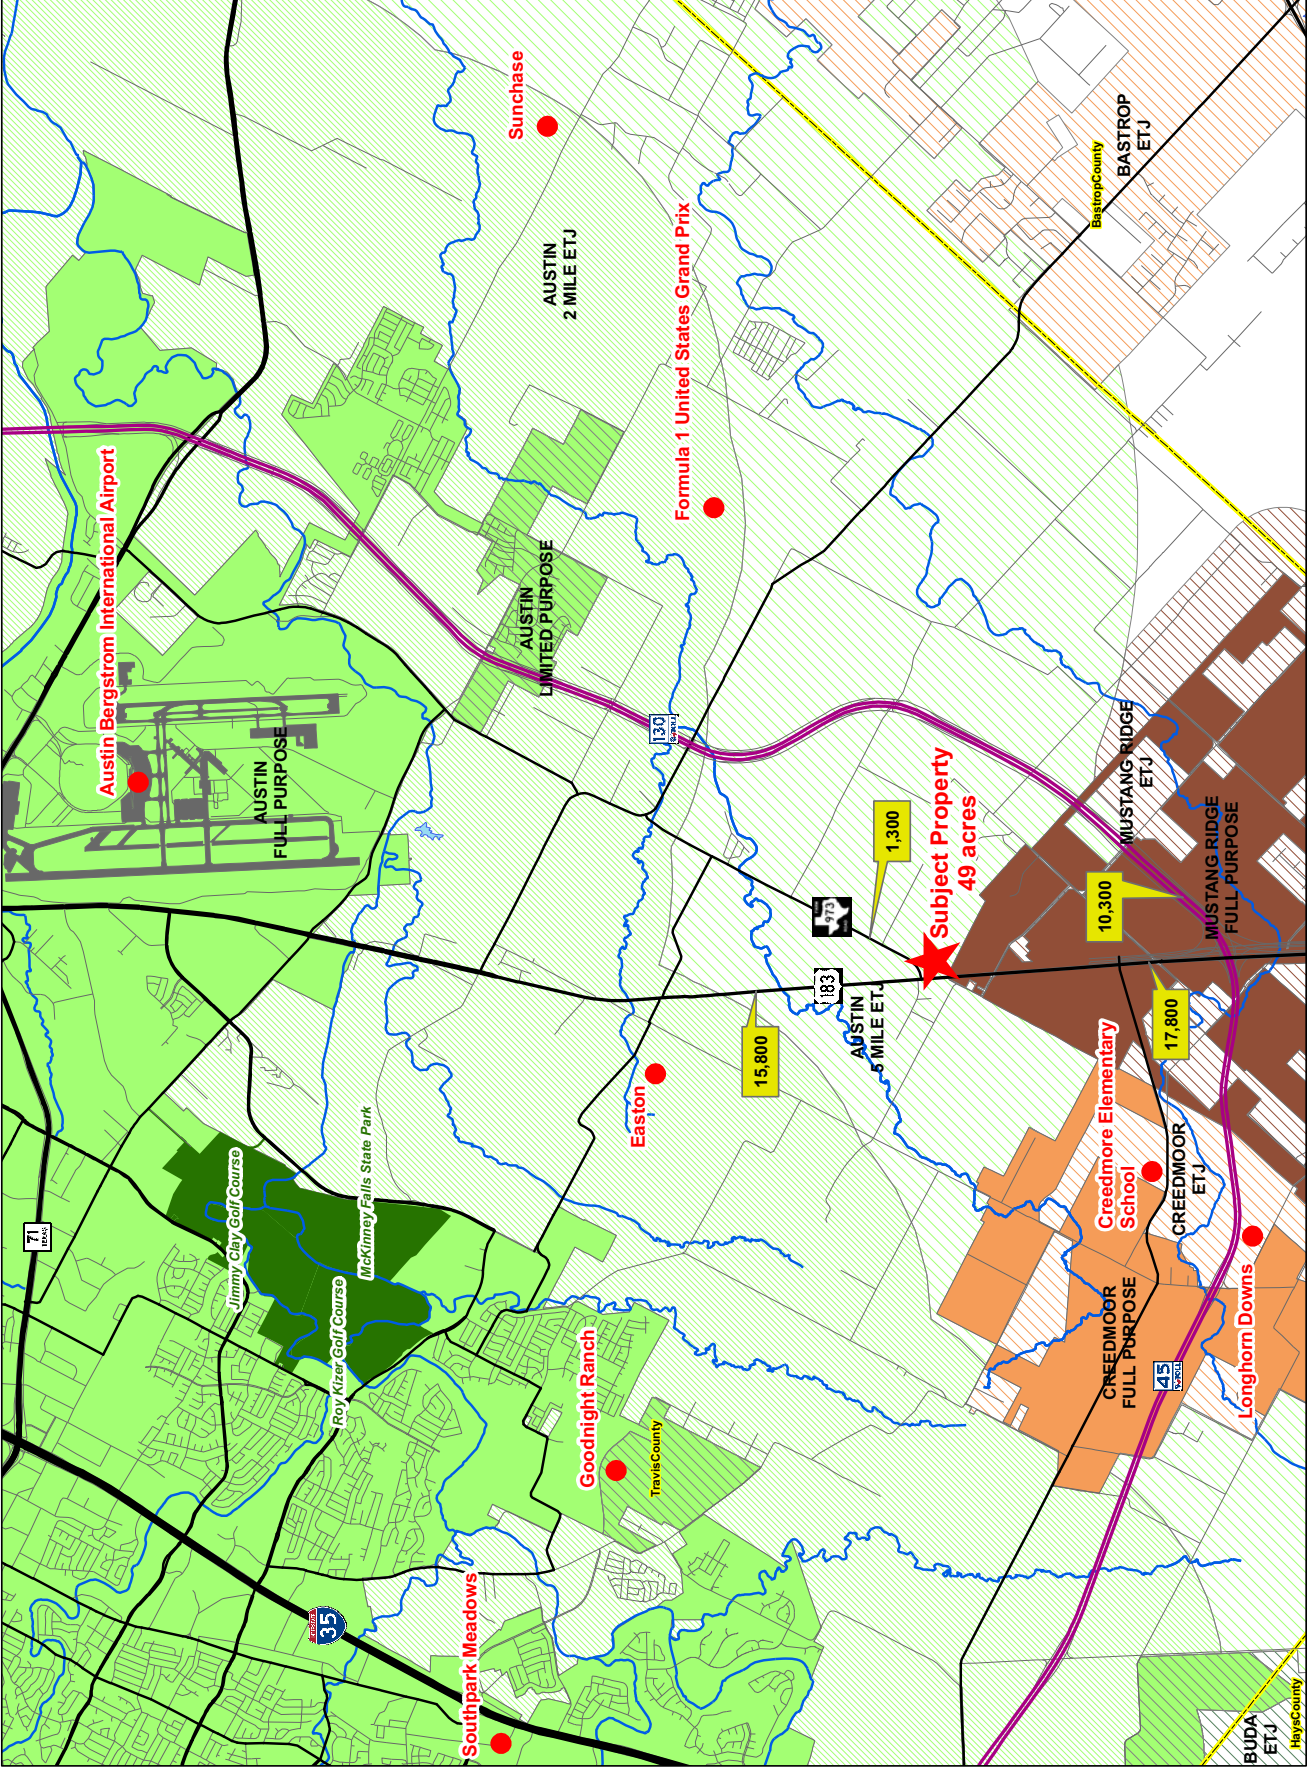 Southpark Meadows
35
Goodnight Ranch
TravisCounty
BUDA
ETJ
HaysCounty
71
TEXAS
Jimmy Clay Golf Course
Roy Kizer Golf Course
McKinney Falls State Park
Easton
CREEDMOOR
FULL PURPOSE
45
TOLL
Longhorn Downs
Creedmore Elementary
School
CREEDMOOR
ETJ
Austin Bergstrom International Airport
AUSTIN
FULL PURPOSE
15,800
183
AUSTIN
5 MILE ETJ
17,800
973
1,300
Subject Property
49 acres
10,300
MUSTANG RIDGE
FULL PURPOSE
MUSTANG RIDGE
ETJ
AUSTIN
LIMITED PURPOSE
130
TOLL
Formula 1 United States Grand Prix
Sunchase
AUSTIN
2 MILE ETJ
BastropCounty
BASTROP
ETJ